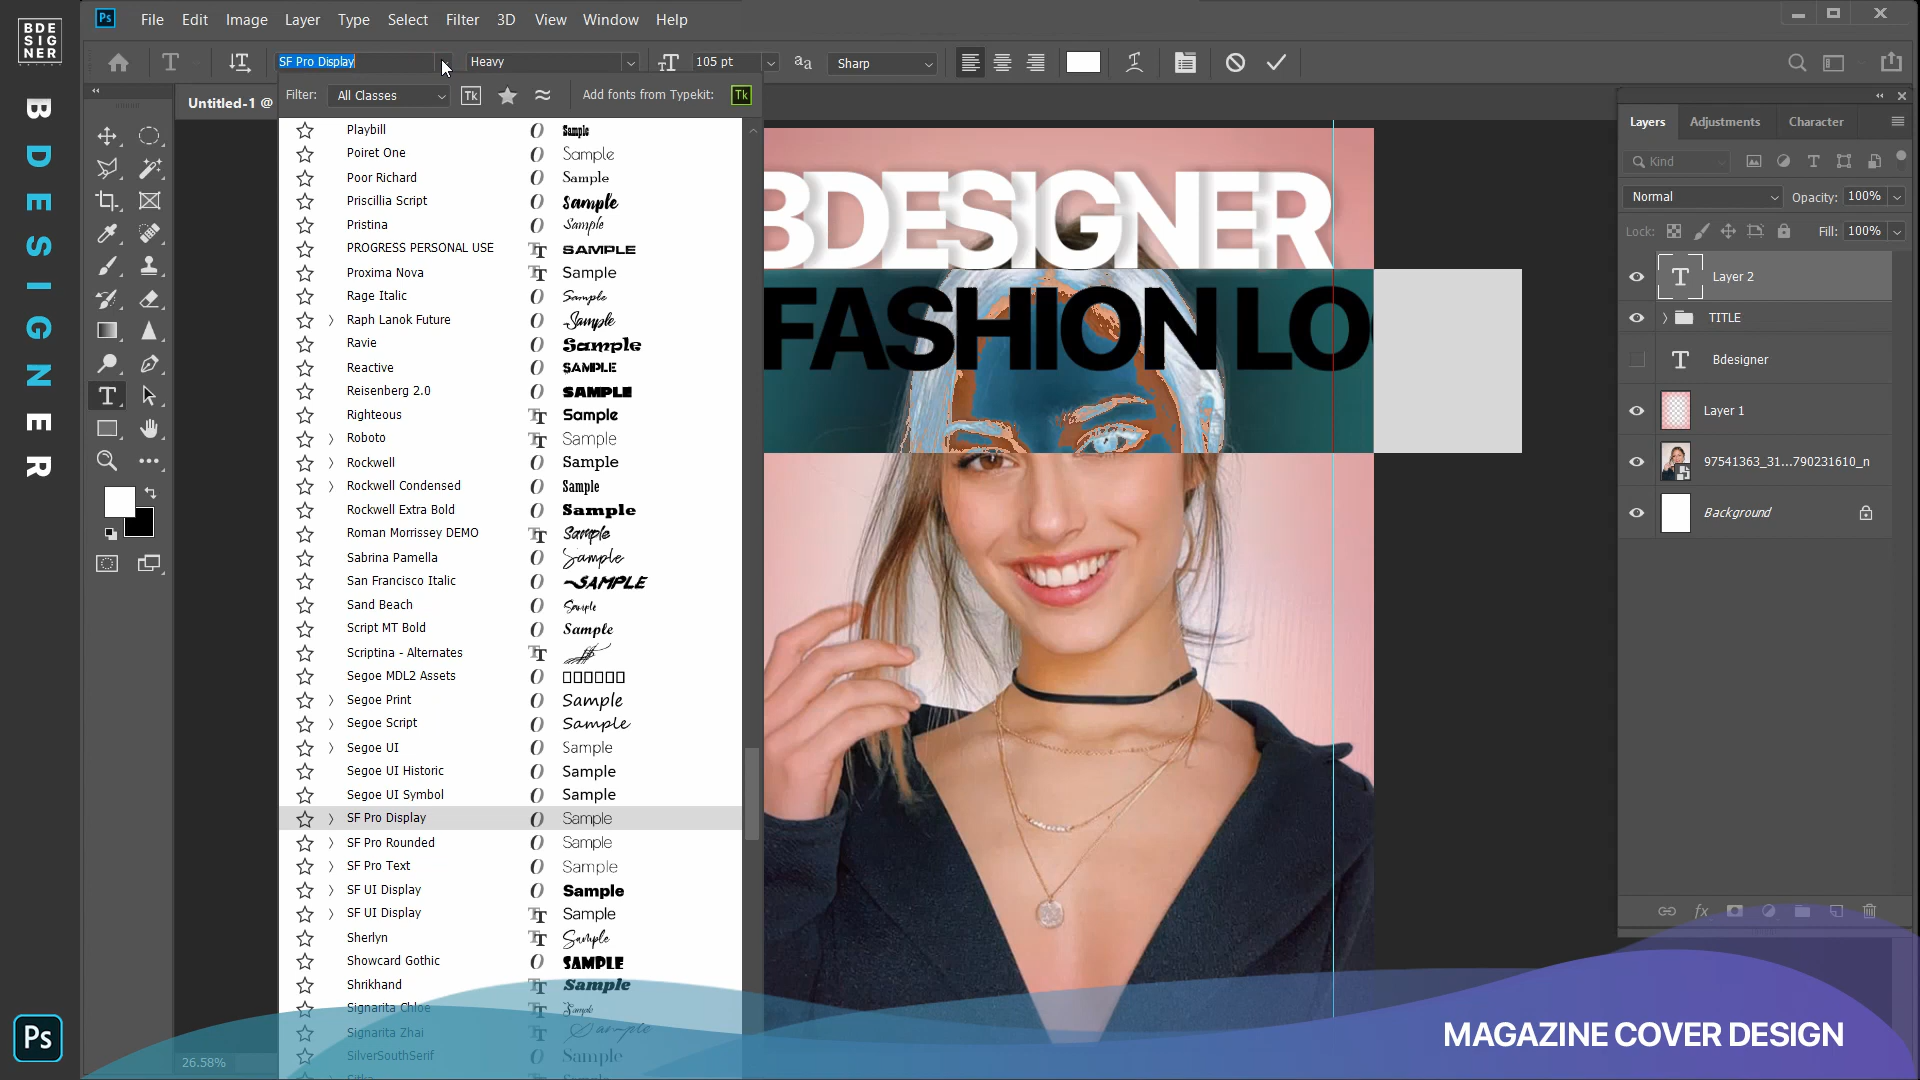 BDE
SIG
NER
BDESIGNER
Ps
Ps
File Edit Image Layer Type Select Filter 3D View Window Help
SF Pro Display
Heavy
105 pt
Sharp
Filter: All Classes
Add fonts from Typekit:
Tk
Untitled-1 @
Playbill Sample
Poiret One Sample
Poor Richard Sample
Priscillia Script Sample
Pristina Sample
PROGRESS PERSONAL USE SAMPLE
Proxima Nova Sample
Rage Italic Sample
Raph Lanok Future Sample
Ravie Sample
Reactive SAMPLE
Reisenberg 2.0 SAMPLE
Righteous Sample
Roboto Sample
Rockwell Sample
Rockwell Condensed Sample
Rockwell Extra Bold Sample
Roman Morrissey DEMO Sample
Sabrina Pamella Sample
San Francisco Italic SAMPLE
Sand Beach Sample
Script MT Bold Sample
Scriptina - Alternates
Segoe MDL2 Assets
Segoe Print Sample
Segoe Script Sample
Segoe UI Sample
Segoe UI Historic Sample
Segoe UI Symbol Sample
SF Pro Display Sample
SF Pro Rounded Sample
SF Pro Text Sample
SF UI Display Sample
SF UI Display Sample
Sherlyn Sample
Showcard Gothic SAMPLE
Shrikhand Sample
Signarita Chloe Sample
Signarita Zhai Sample
SilverSouthSerif Sample
26.58%
BDESIGNER
FASHION LO
Layers Adjustments Character
Kind
Normal Opacity: 100%
Lock: Fill: 100%
Layer 2
TITLE
Bdesigner
Layer 1
97541363_31...790231610_n
Background
fx
MAGAZINE COVER DESIGN